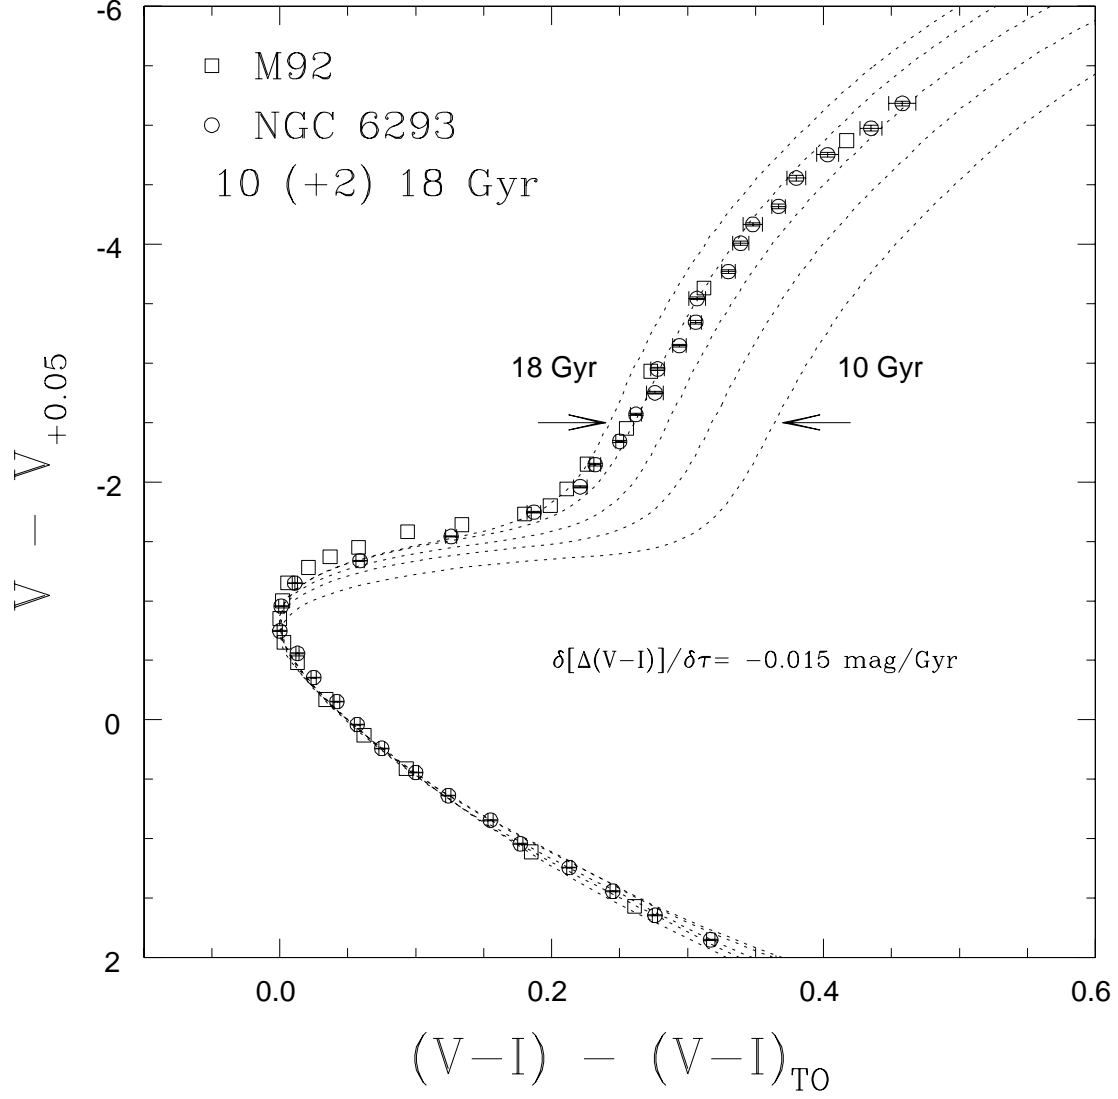 -6
M92
NGC 6293
10 (+2) 18 Gyr
-4
18 Gyr
10 Gyr
-2
δ[Δ(V−I)]/δτ= −0.015 mag/Gyr
0
2
V − V+0.05
0.0
0.2
0.4
0.6
(V−I) − (V−I)TO